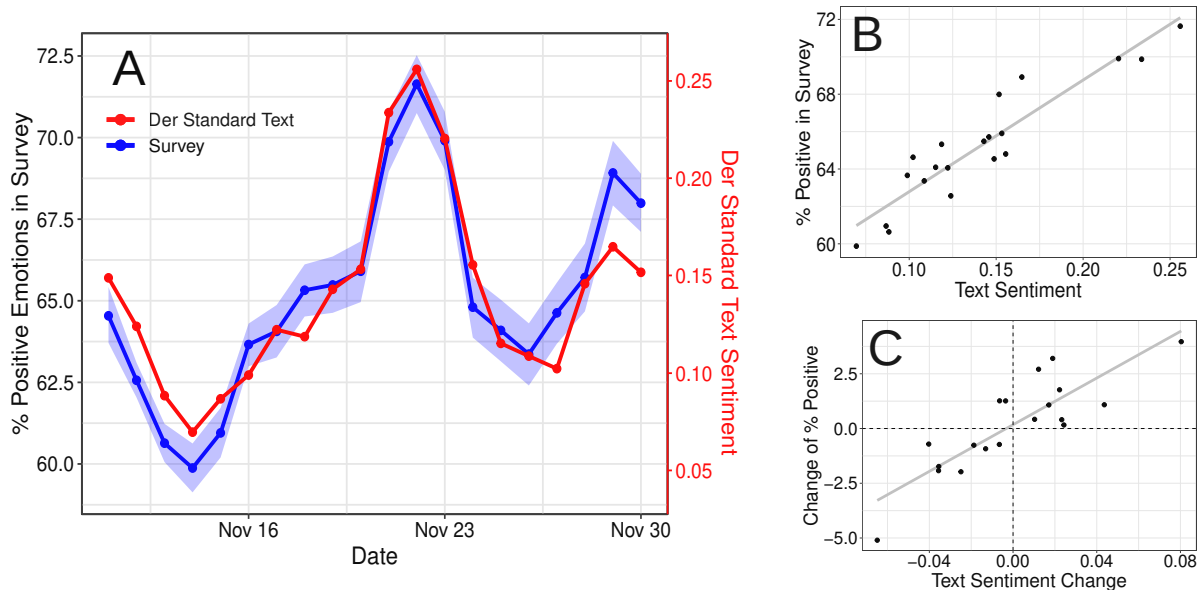 A
% Positive Emotions in Survey
72.5
70.0
67.5
65.0
62.5
60.0
Der Standard Text
Survey
Nov 16
Nov 23
Nov 30
Date
0.25
0.20
0.15
0.10
0.05
Der Standard Text Sentiment
B
% Positive in Survey
72
68
64
60
0.10
0.15
0.20
0.25
Text Sentiment
C
Change of % Positive
2.5
0.0
−2.5
−5.0
−0.04
0.00
0.04
0.08
Text Sentiment Change